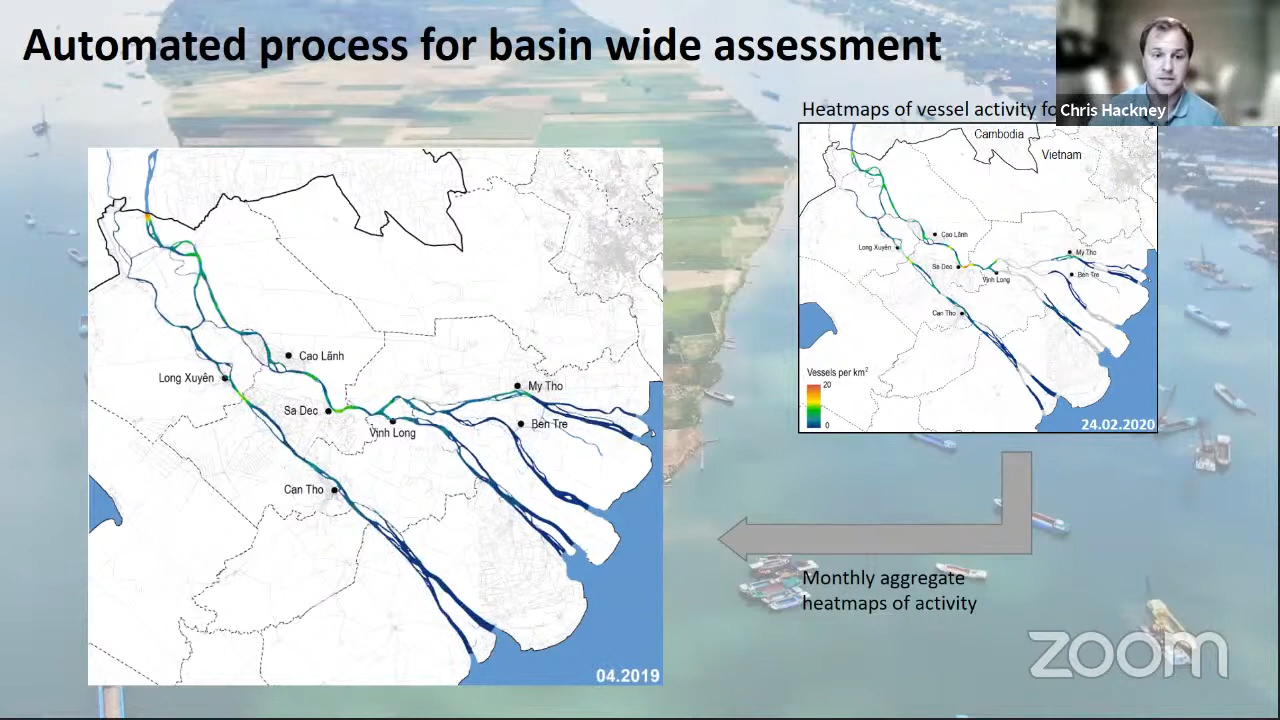 Automated process for basin wide assessment
Heatmaps of vessel activity fo
Chris Hackney
Cambodia
Vietnam
Cao Lãnh
Long Xuyên
My Tho
Sa Dec
Ben Tre
Vinh Long
Can Tho
Vessels per km²
20
0
24.02.2020
Cao Lãnh
Long Xuyên
My Tho
Sa Dec
Ben Tre
Vinh Long
Can Tho
04.2019
Monthly aggregate
heatmaps of activity
zoom